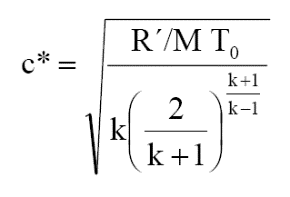 c* = √((R´/M T₀)/(k(2/(k+1))^((k+1)/(k−1))))